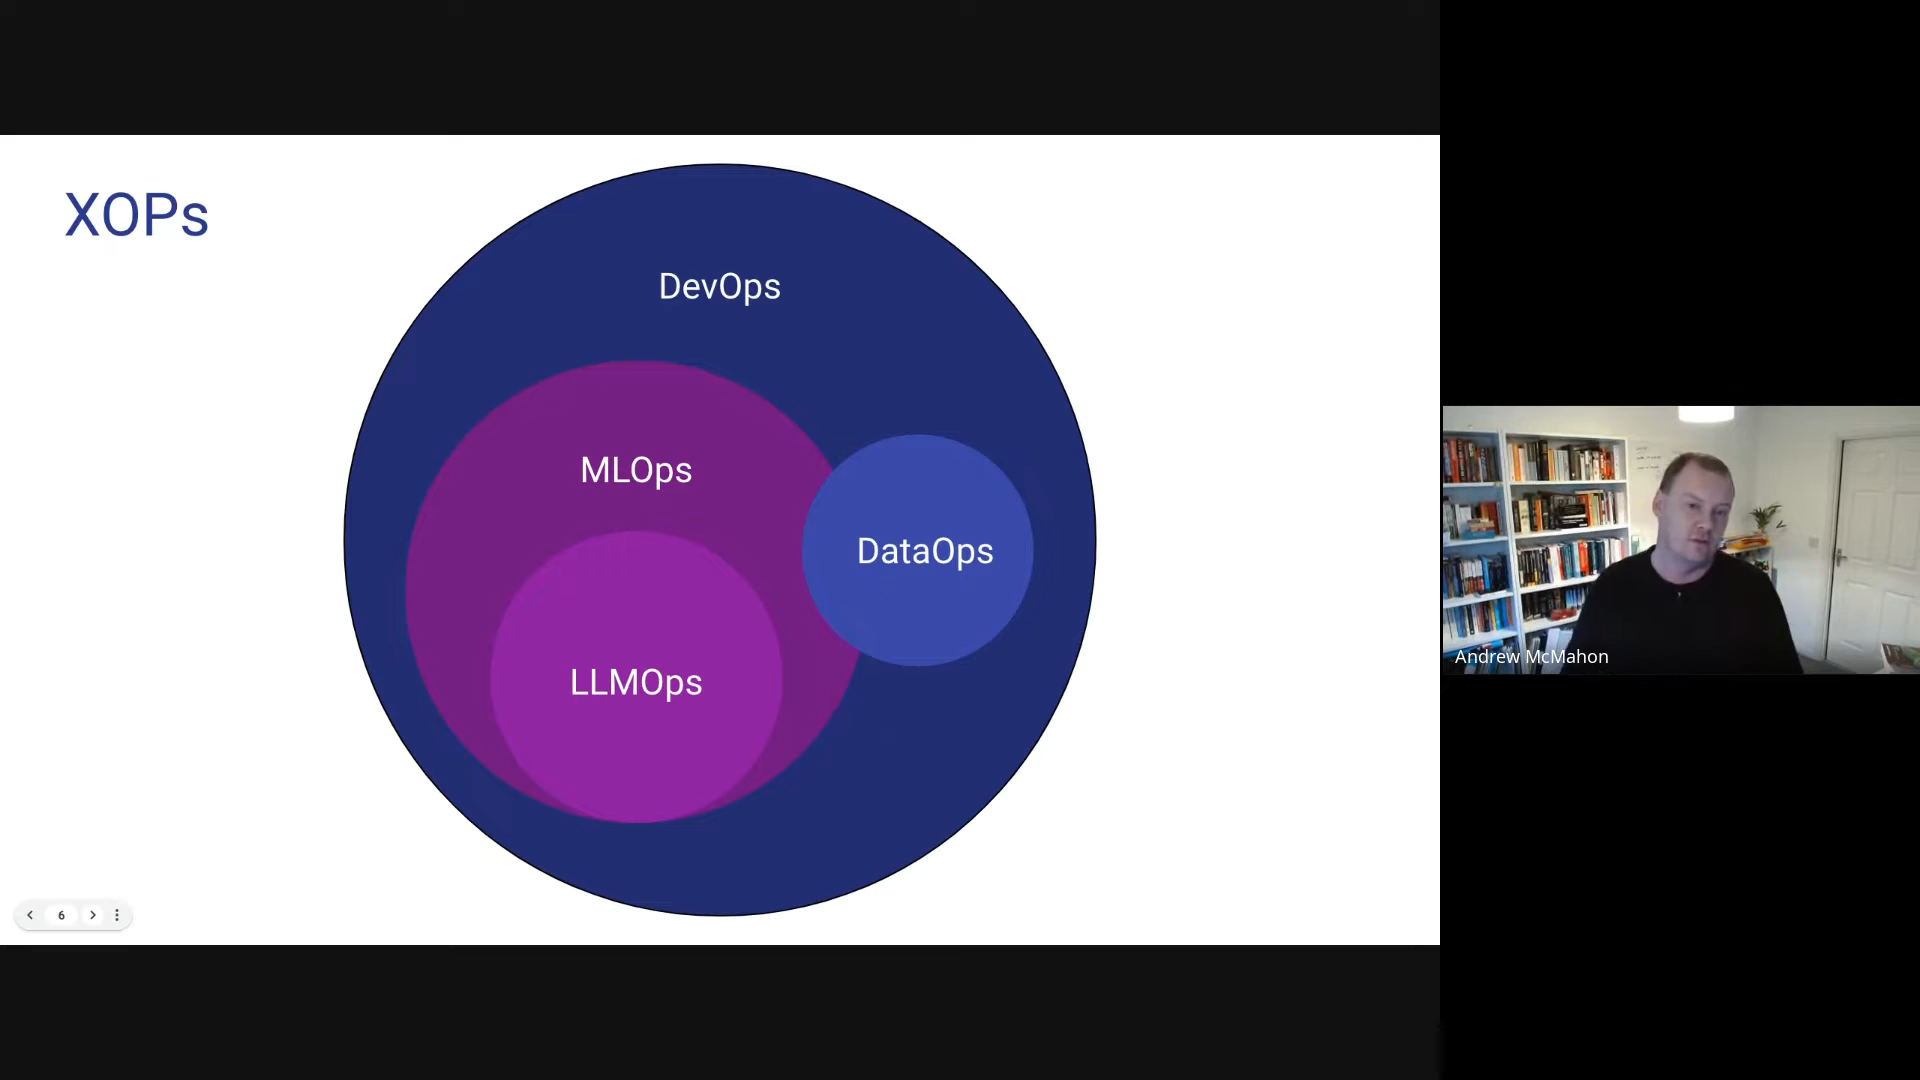 XOPs
DevOps
MLOps
DataOps
LLMOps
6
Andrew McMahon